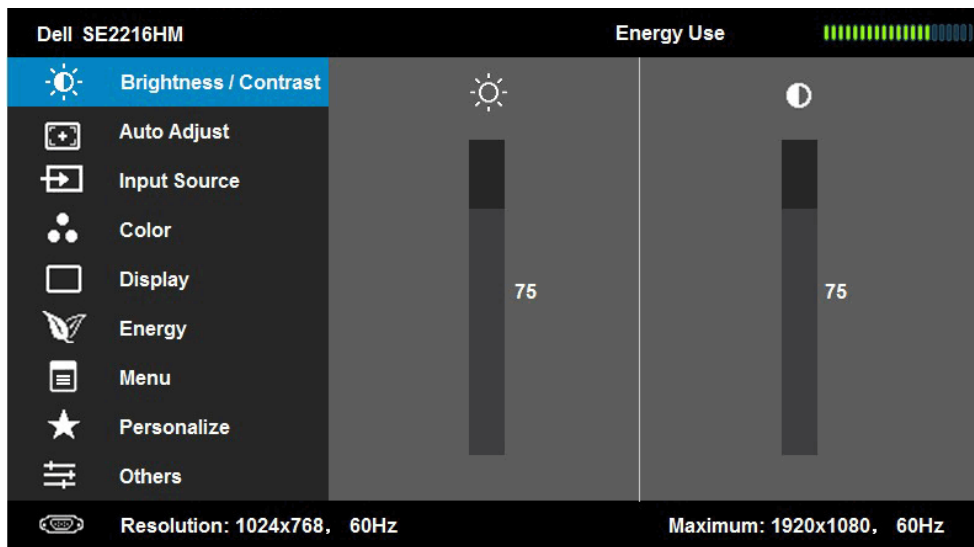 Dell SE2216HM Energy Use
Brightness / Contrast
Auto Adjust
Input Source
Color
Display
75 75
Energy
Menu
Personalize
Others
Resolution: 1024x768, 60Hz Maximum: 1920x1080, 60Hz